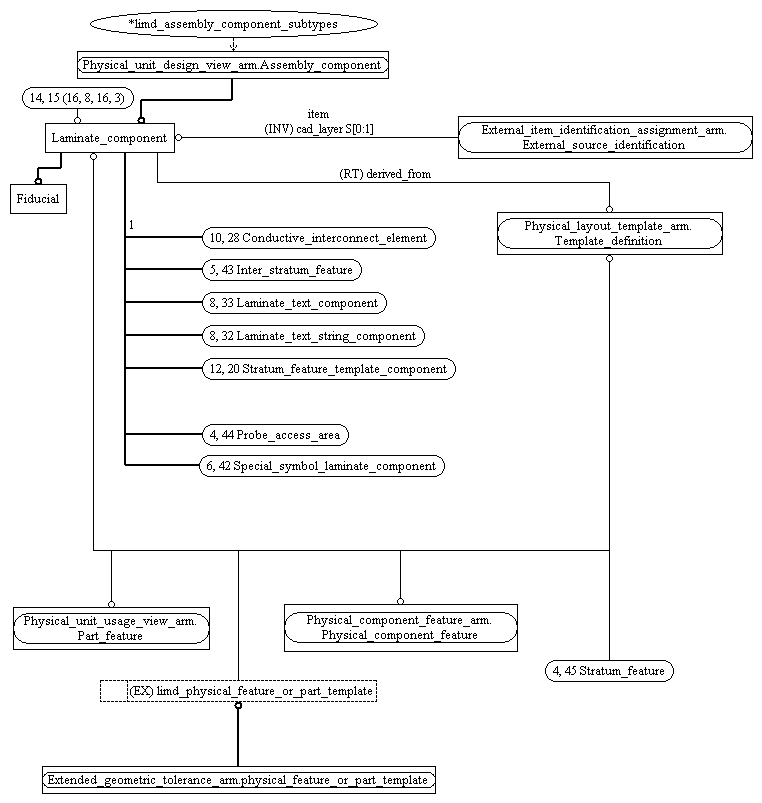 *limd_assembly_component_subtypes
Physical_unit_design_view_arm.Assembly_component
14, 15 (16, 8, 16, 3)
item
(INV) cad_layer S[0:1]
Laminate_component
External_item_identification_assignment_arm.
External_source_identification
(RT) derived_from
Fiducial
Physical_layout_template_arm.
Template_definition
1
10, 28 Conductive_interconnect_element
5, 43 Inter_stratum_feature
8, 33 Laminate_text_component
8, 32 Laminate_text_string_component
12, 20 Stratum_feature_template_component
4, 44 Probe_access_area
6, 42 Special_symbol_laminate_component
Physical_unit_usage_view_arm.
Part_feature
Physical_component_feature_arm.
Physical_component_feature
4, 45 Stratum_feature
(EX) limd_physical_feature_or_part_template
Extended_geometric_tolerance_arm.physical_feature_or_part_template